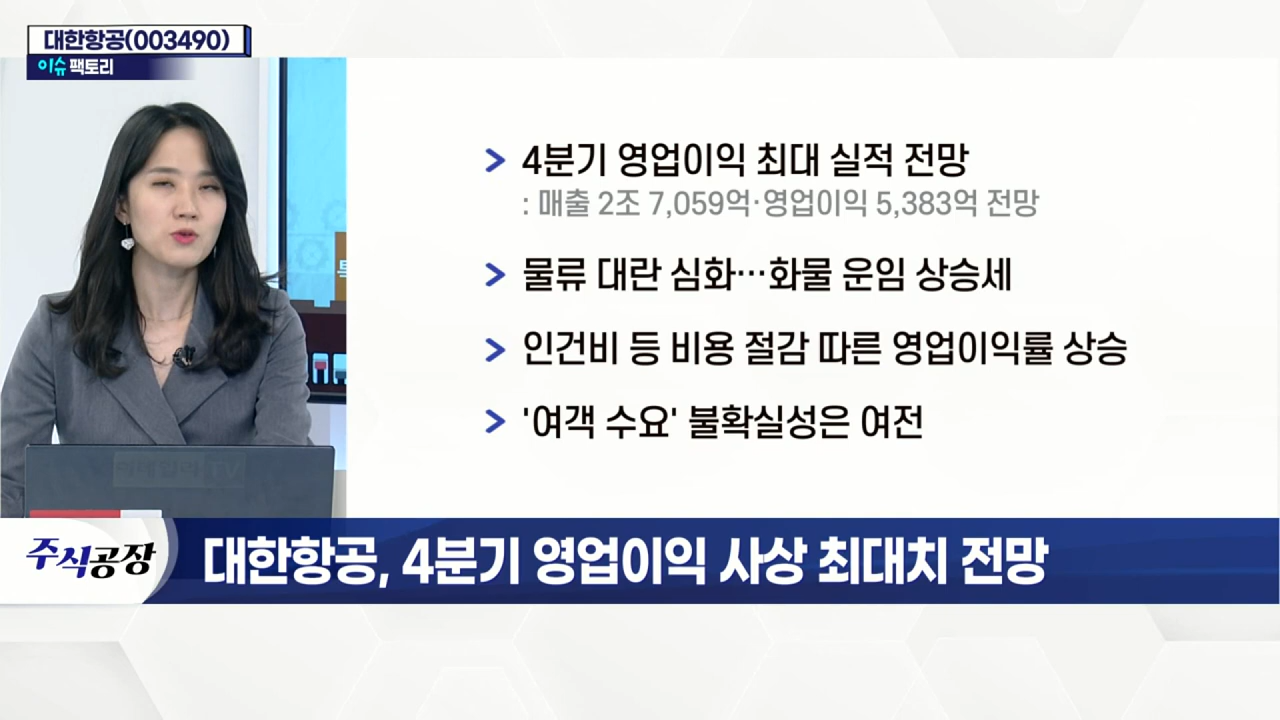 대한항공(003490)
이슈 팩토리
> 4분기 영업이익 최대 실적 전망
: 매출 2조 7,059억·영업이익 5,383억 전망
> 물류 대란 심화…화물 운임 상승세
> 인건비 등 비용 절감 따른 영업이익률 상승
> '여객 수요' 불확실성은 여전
주식공장
대한항공, 4분기 영업이익 사상 최대치 전망